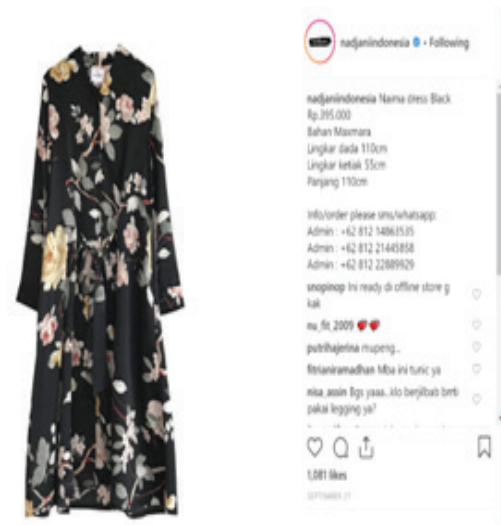 nadjaniindonesia • Following
nadjaniindonesia Naima dress Black
Rp.395.000
Bahan Maxmara
Lingkar dada 110cm
Lingkar ketiak 55cm
Panjang 110cm
Info/order please sms/whatsapp:
Admin : +62 812 14863535
Admin : +62 812 21445858
Admin : +62 812 22889929
snopinop Ini ready di offline store g
kak
nu_fit_2009
putrihajerina mupeng...
fitrianiramadhan Mba ini tunic ya
nisa_assin Bgs yaaa..klo berjilbab brrti
pakai legging ya?
1,081 likes
SEPTEMBER 21